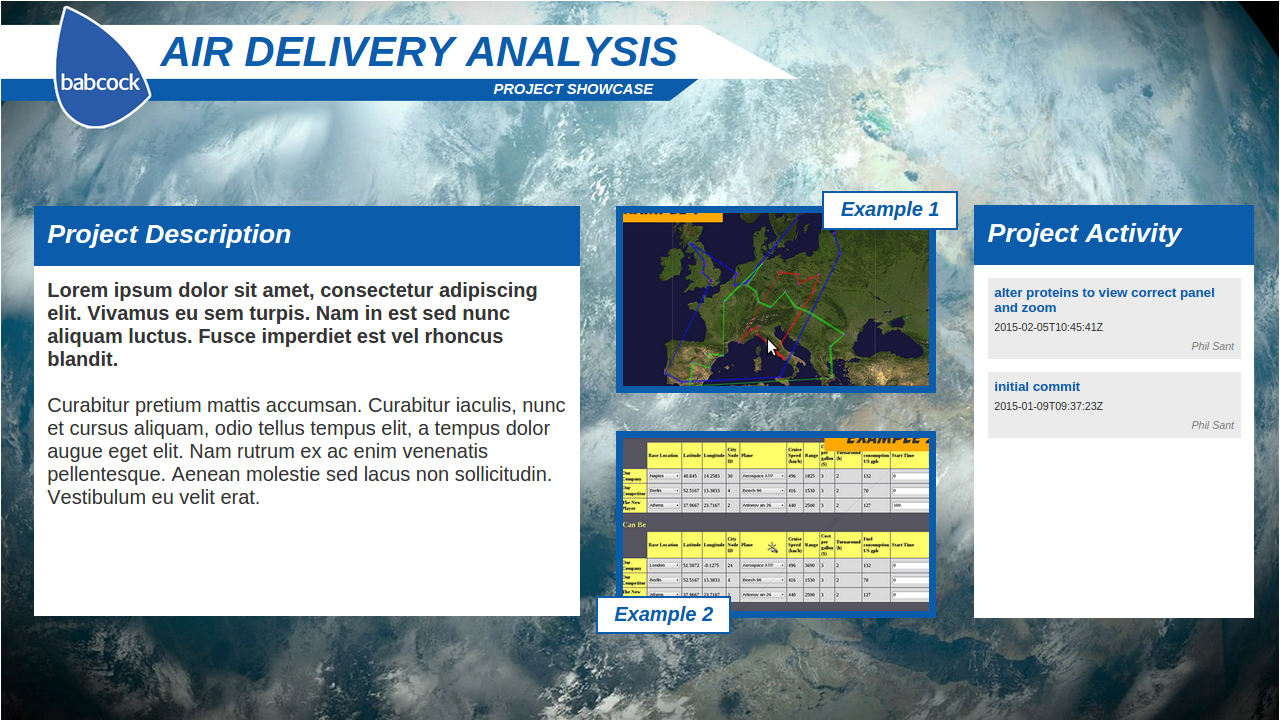 babcock
AIR DELIVERY ANALYSIS
PROJECT SHOWCASE
Project Description
Lorem ipsum dolor sit amet, consectetur adipiscing
elit. Vivamus eu sem turpis. Nam in est sed nunc
aliquam luctus. Fusce imperdiet est vel rhoncus
blandit.
Curabitur pretium mattis accumsan. Curabitur iaculis, nunc
et cursus aliquam, odio tellus tempus elit, a tempus dolor
augue eget elit. Nam rutrum ex ac enim venenatis
pellentesque. Aenean molestie sed lacus non sollicitudin.
Vestibulum eu velit erat.
Example 1
EXAMPLE 2
Base Location Latitude Longitude City Node ID Plane Cruise Speed (km/h) Range per gallon ($) Turnaround (h) consumption US gph Start Time
Our Company Naples 40.845 14.2583 30 Aerospace ATP 496 1825 3 2 132 0
Our Competitor Berlin 52.5167 13.3833 4 Beech 99 416 1530 3 2 70 0
The New Player Athens 37.9667 23.7167 2 Antonov an 26 440 2500 3 2 127 100
Can Be
Base Location Latitude Longitude City Node ID Plane Cruise Speed (km/h) Range Cost per gallon ($) Turnaround (h) Fuel consumption US gph Start Time
Our Company London 51.5072 -0.1275 24 Aerospace ATP 496 3 2 132 0
Our Competitor Berlin 52.5167 13.3833 4 Beech 99 416 1530 3 2 70 0
The New Athens 37.9667 23.7167 2 Antonov an 26 440 2500 3 2 127 0
Example 2
Project Activity
alter proteins to view correct panel
and zoom
2015-02-05T10:45:41Z
Phil Sant
initial commit
2015-01-09T09:37:23Z
Phil Sant